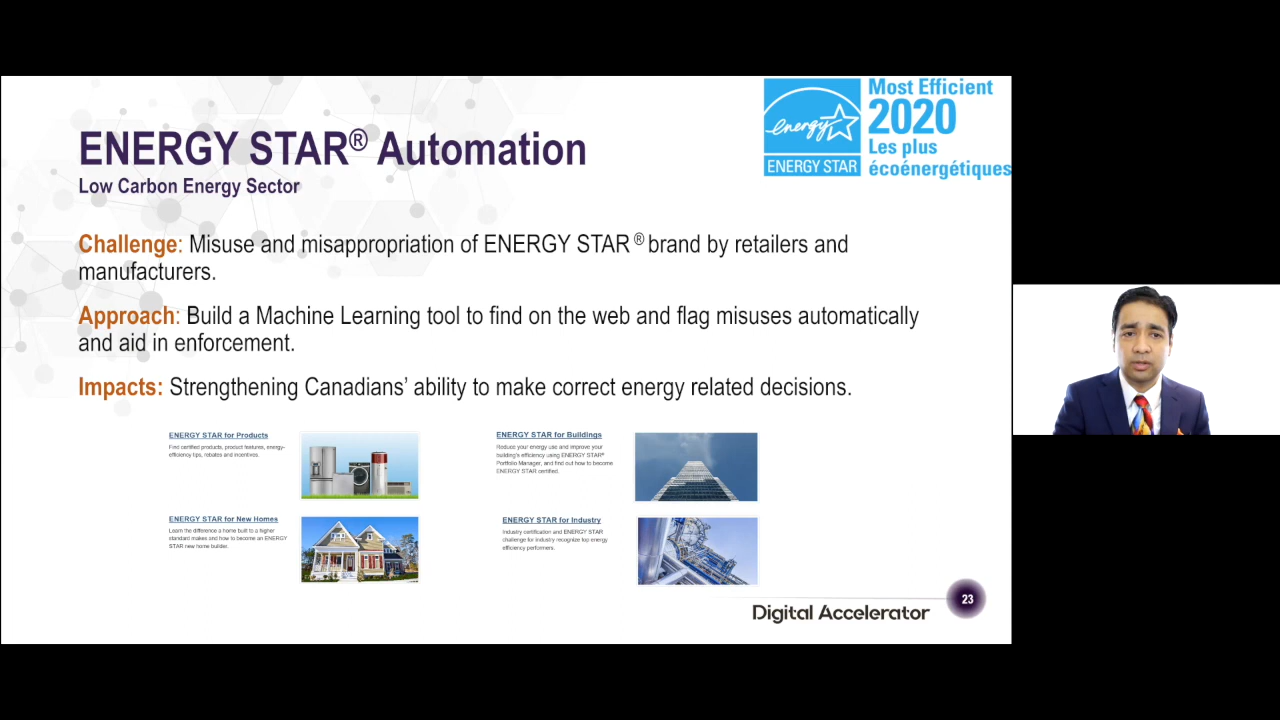 Most Efficient
2020
Les plus
écoénergétiques
energy
ENERGY STAR
ENERGY STAR® Automation
Low Carbon Energy Sector
Challenge: Misuse and misappropriation of ENERGY STAR ® brand by retailers and
manufacturers.
Approach: Build a Machine Learning tool to find on the web and flag misuses automatically
and aid in enforcement.
Impacts: Strengthening Canadians' ability to make correct energy related decisions.
ENERGY STAR for Products
Find certified products, product features, energy-
efficiency tips, rebates and incentives.
ENERGY STAR for Buildings
Reduce your energy use and improve your
building's efficiency using ENERGY STAR®
Portfolio Manager, and find out how to become
ENERGY STAR certified.
ENERGY STAR for New Homes
Learn the difference a home built to a higher
standard makes and how to become an ENERGY
STAR new home builder.
ENERGY STAR for Industry
Industry certification and ENERGY STAR
challenge for industry recognize top energy
efficiency performers.
Digital Accelerator
23